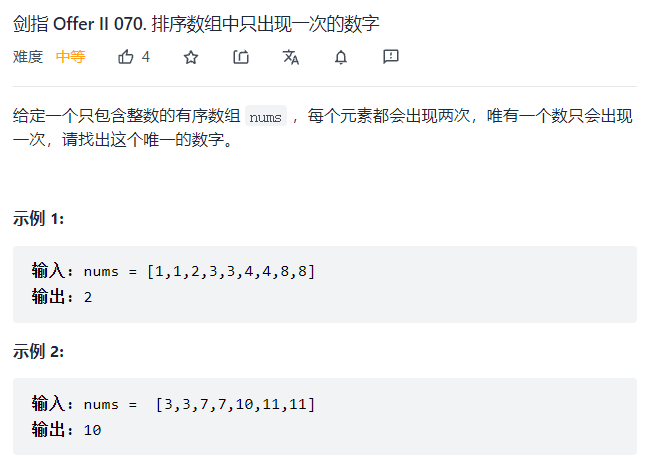 剑指 Offer II 070. 排序数组中只出现一次的数字
难度 中等 4
给定一个只包含整数的有序数组 nums ，每个元素都会出现两次，唯有一个数只会出现
一次，请找出这个唯一的数字。
示例 1:
输入: nums = [1,1,2,3,3,4,4,8,8]
输出: 2
示例 2:
输入: nums =  [3,3,7,7,10,11,11]
输出: 10